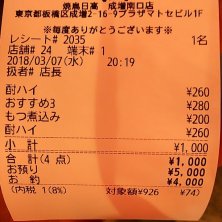 焼鳥日高 成増南口店
東京都板橋区成増2-16-9プラザマトセビル1F
※毎度ありがとうございます※
レシート# 2035 1名
店舗# 24 端末# 1
2018/03/07(水) 20:19
扱者# 店長
酎ハイ ¥260
おすすめ3 ¥280
もつ煮込み ¥200
酎ハイ ¥260
小 計 ¥1,000
合 計(4 点) ¥1,000
お預り ¥5,000
お 釣 ¥4,000
(内税 1(8%) 対象額¥926 ¥74)